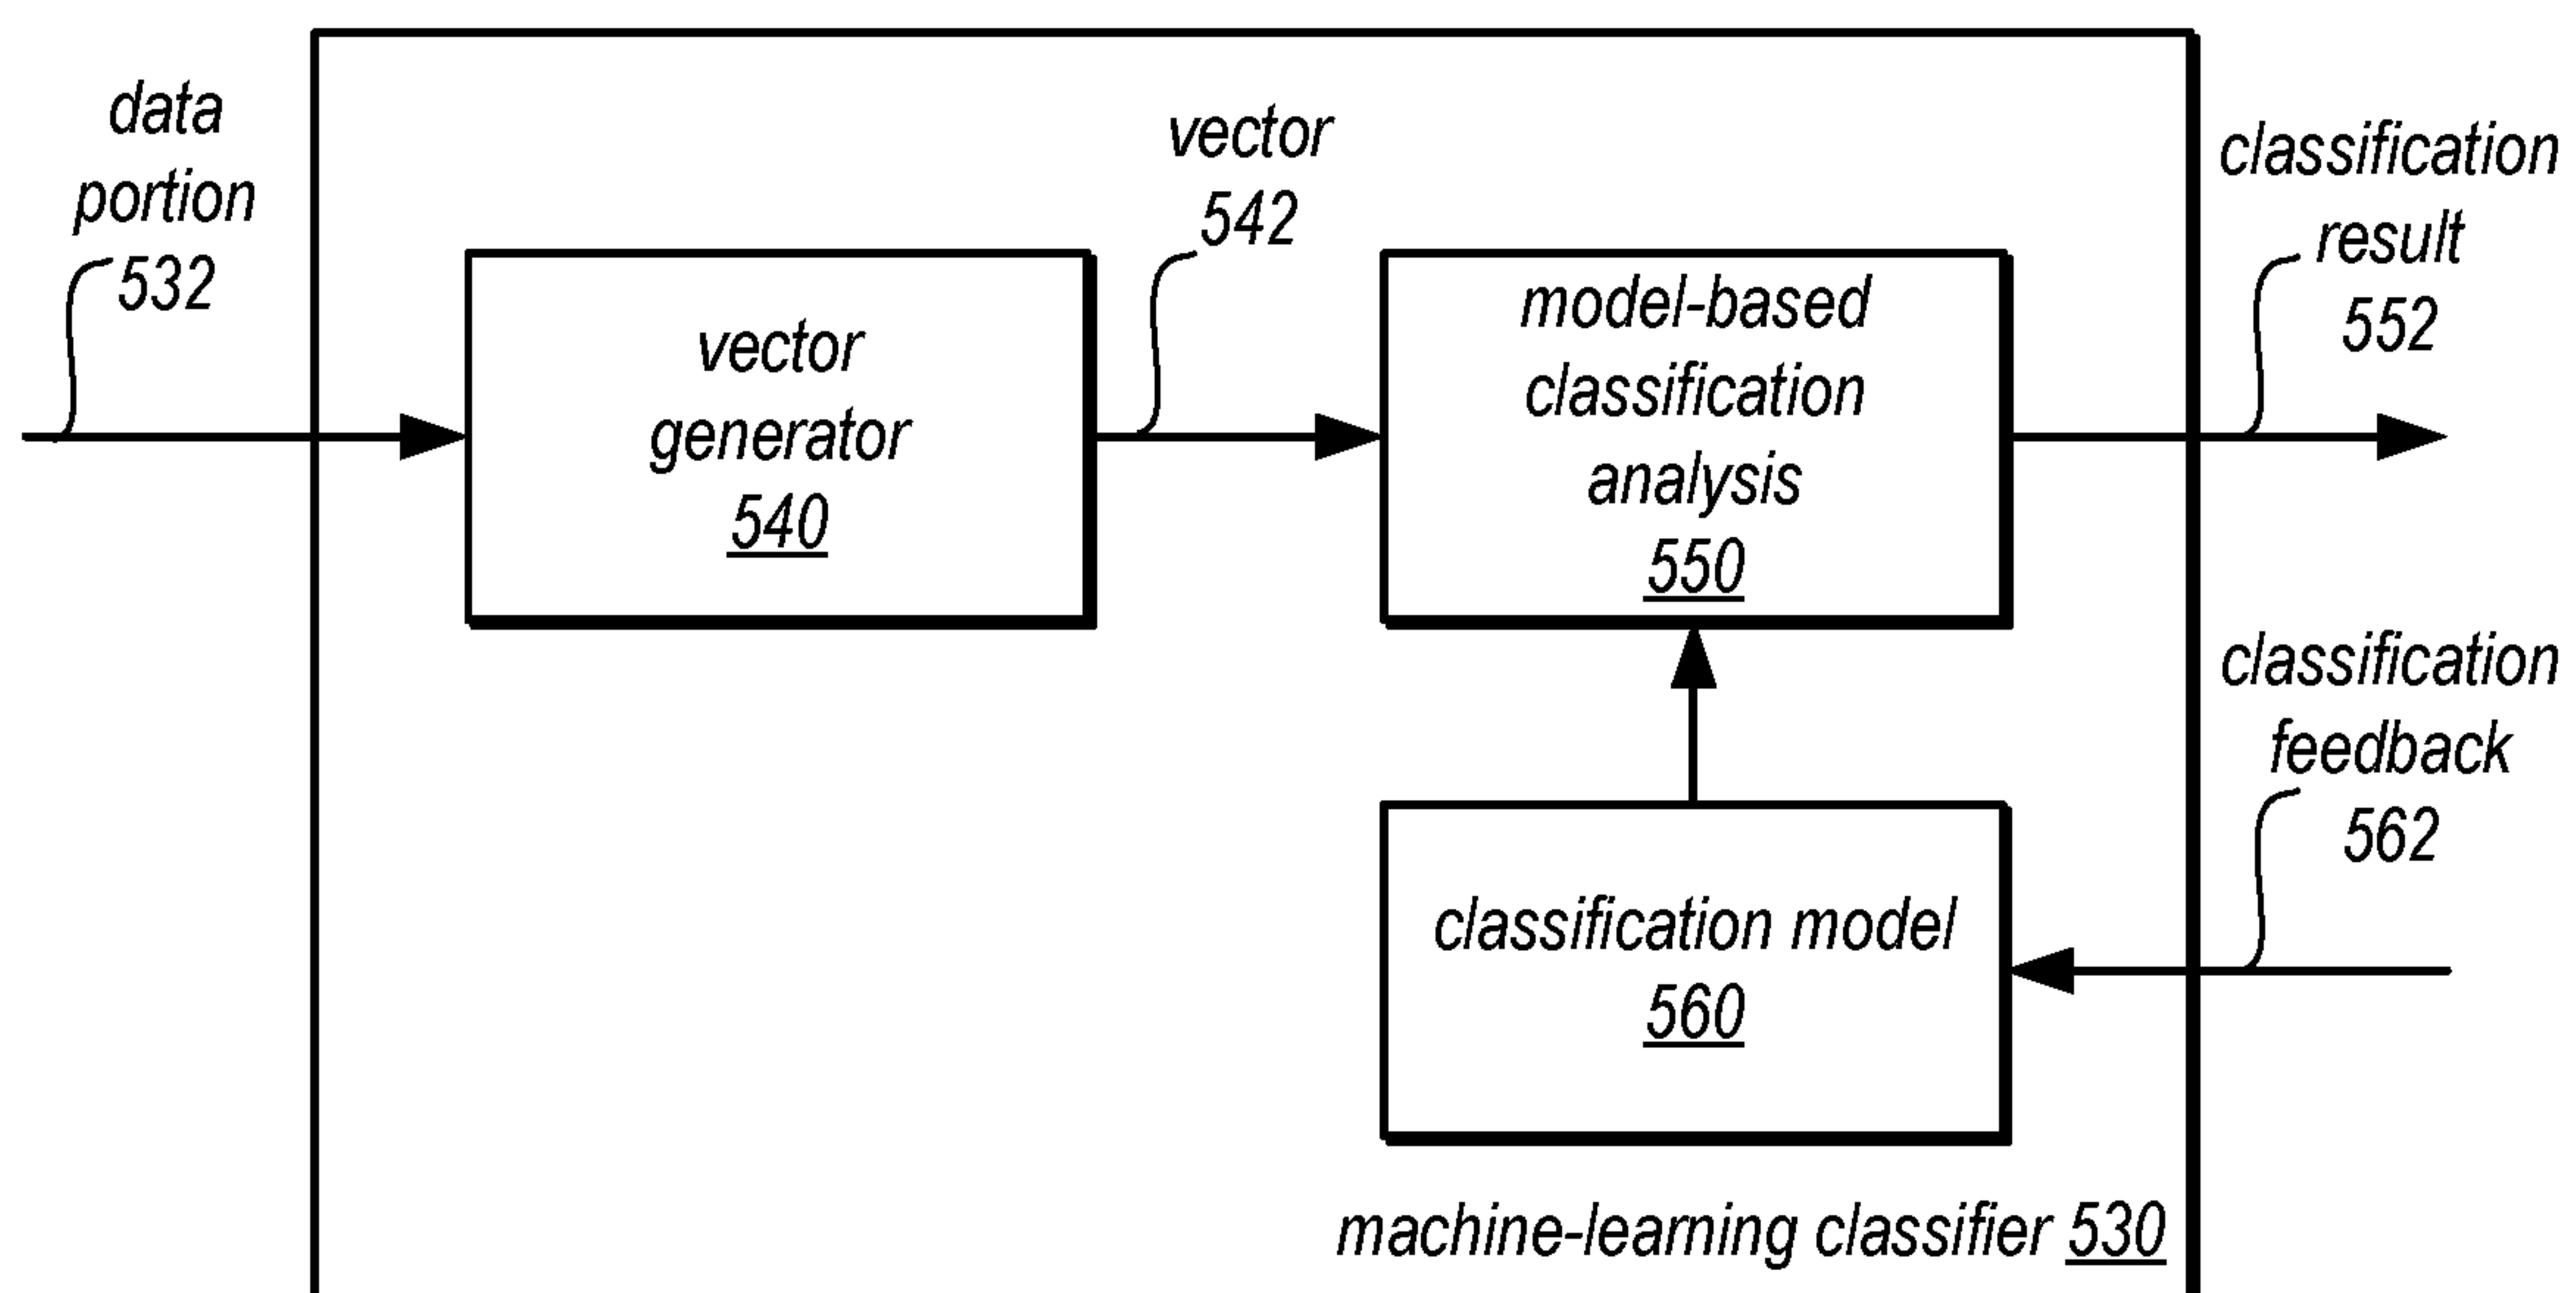 data
portion
532
vector
542
classification
result
552
vector
generator
540
model-based
classification
analysis
550
classification
feedback
562
classification model
560
machine-learning classifier 530